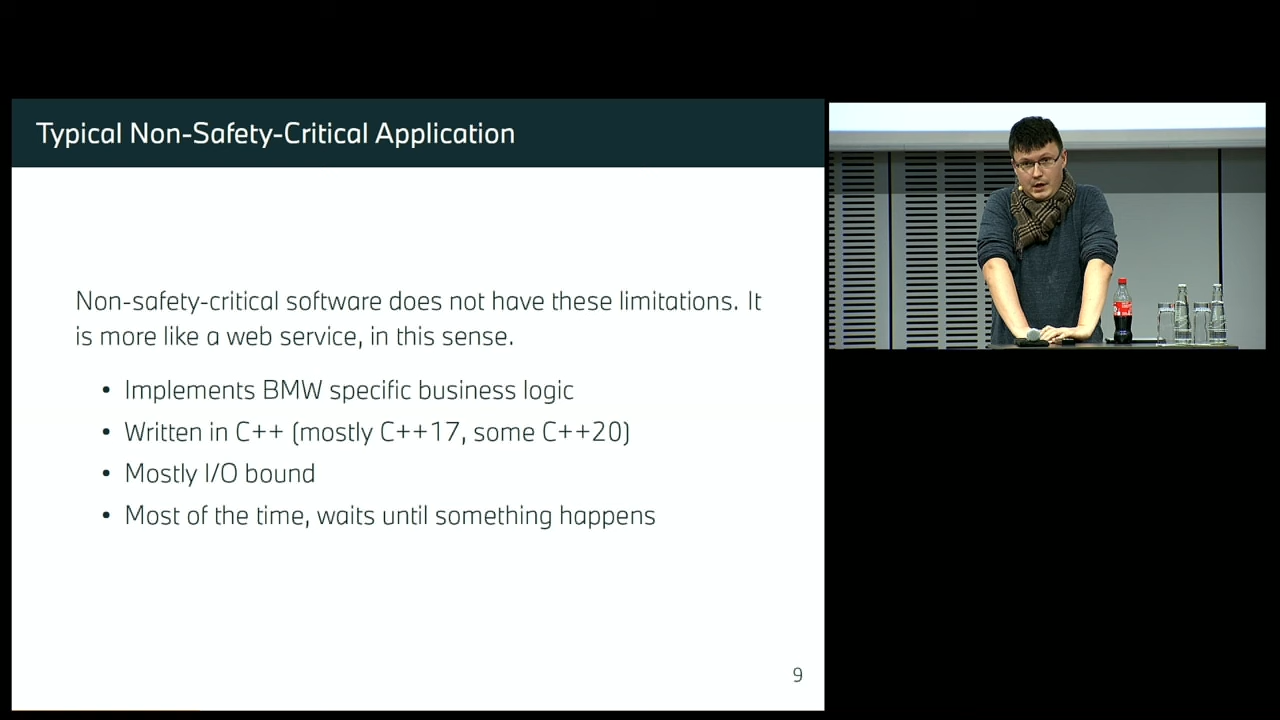 Typical Non-Safety-Critical Application
Non-safety-critical software does not have these limitations. It
is more like a web service, in this sense.
• Implements BMW specific business logic
• Written in C++ (mostly C++17, some C++20)
• Mostly I/O bound
• Most of the time, waits until something happens
9